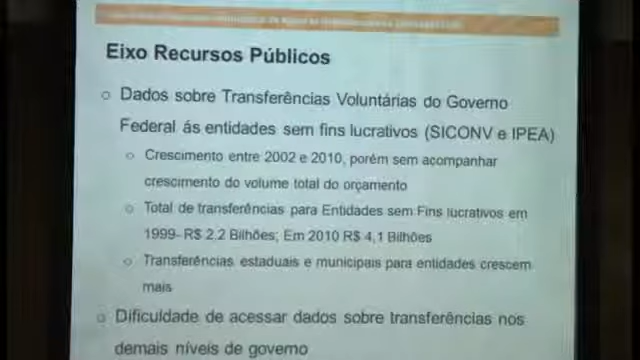 Eixo Recursos Públicos
Dados sobre Transferências Voluntárias do Governo
Federal ás entidades sem fins lucrativos (SICONV e IPEA)
Crescimento entre 2002 e 2010, porém sem acompanhar
crescimento do volume total do orçamento
Total de transferências para Entidades sem Fins lucrativos em
1999- R$ 2,2 Bilhões; Em 2010 R$ 4,1 Bilhões
Transferências estaduais e municipais para entidades crescem
mais
Dificuldade de acessar dados sobre transferências nos
demais níveis de governo